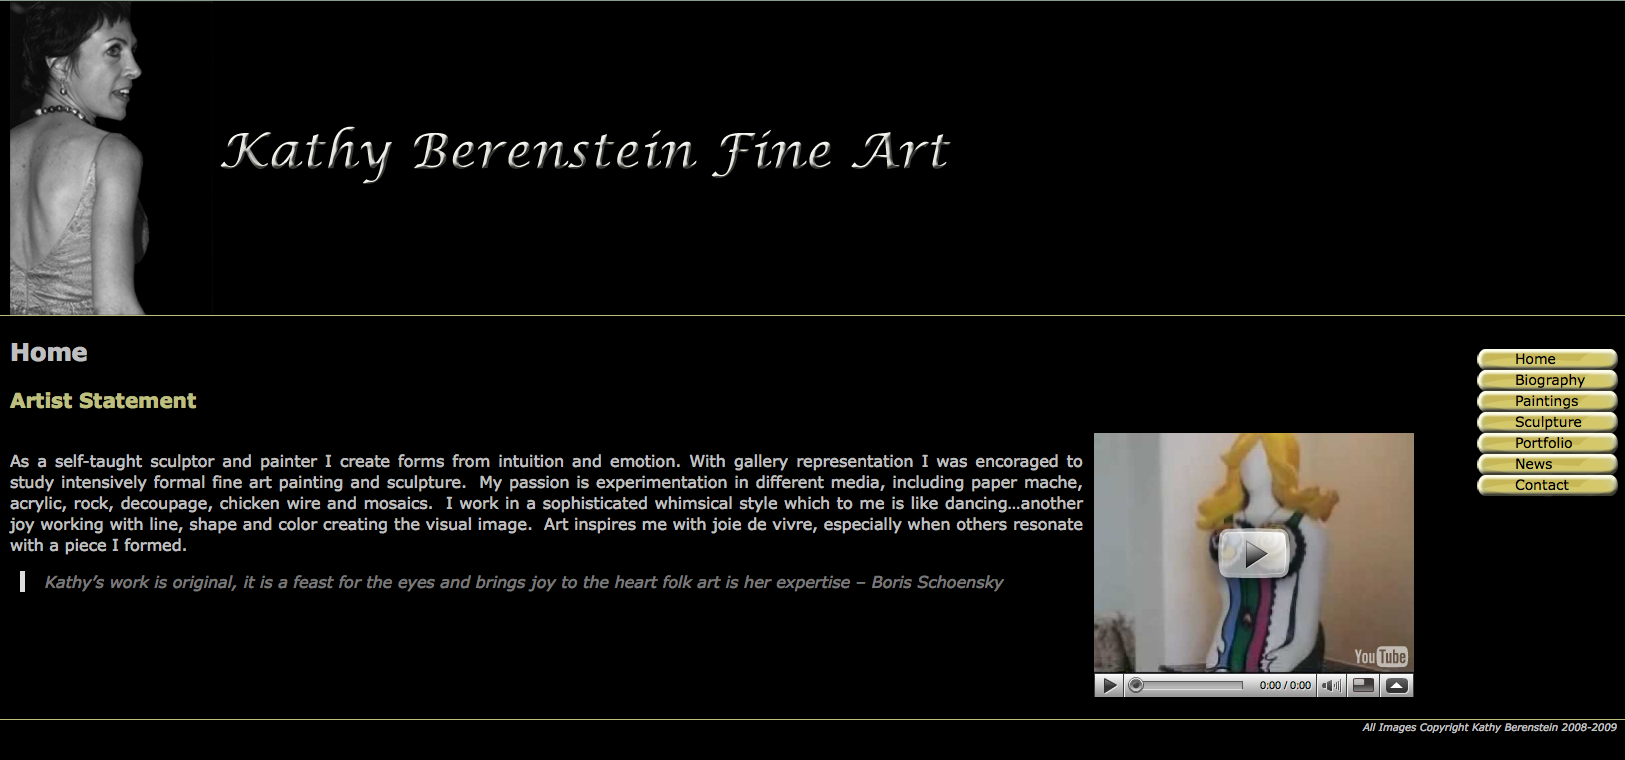 Kathy Berenstein Fine Art
Home
Artist Statement
As a self-taught sculptor and painter I create forms from intuition and emotion. With gallery representation I was encoraged to
study intensively formal fine art painting and sculpture.  My passion is experimentation in different media, including paper mache,
acrylic, rock, decoupage, chicken wire and mosaics.  I work in a sophisticated whimsical style which to me is like dancing…another
joy working with line, shape and color creating the visual image.  Art inspires me with joie de vivre, especially when others resonate
with a piece I formed.
Kathy’s work is original, it is a feast for the eyes and brings joy to the heart folk art is her expertise – Boris Schoensky
YouTube
0:00 / 0:00
Home
Biography
Paintings
Sculpture
Portfolio
News
Contact
All Images Copyright Kathy Berenstein 2008-2009